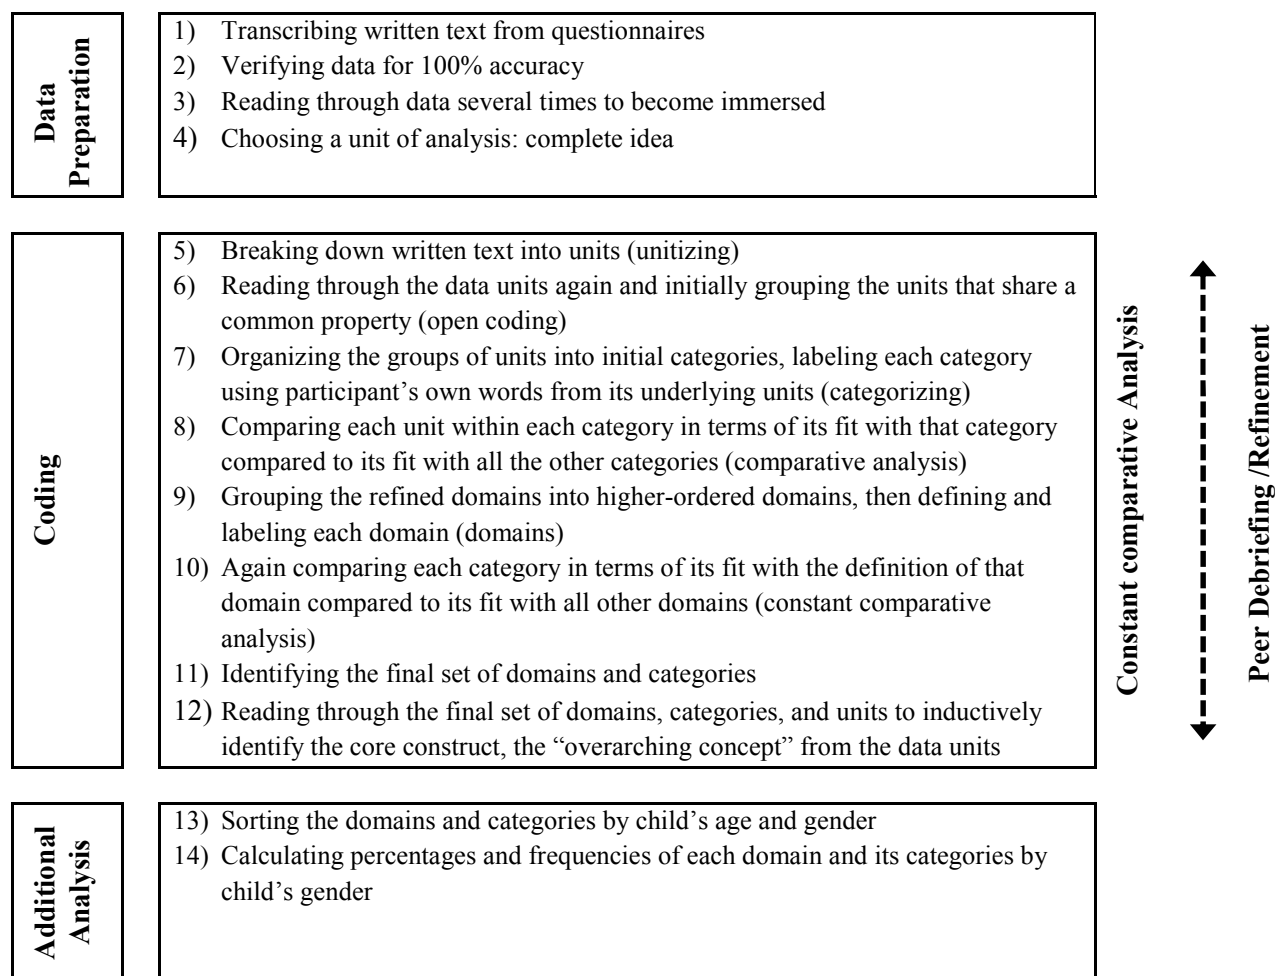 Data
Preparation
1) Transcribing written text from questionnaires
2) Verifying data for 100% accuracy
3) Reading through data several times to become immersed
4) Choosing a unit of analysis: complete idea
Coding
5) Breaking down written text into units (unitizing)
6) Reading through the data units again and initially grouping the units that share a
common property (open coding)
7) Organizing the groups of units into initial categories, labeling each category
using participant’s own words from its underlying units (categorizing)
8) Comparing each unit within each category in terms of its fit with that category
compared to its fit with all the other categories (comparative analysis)
9) Grouping the refined domains into higher-ordered domains, then defining and
labeling each domain (domains)
10) Again comparing each category in terms of its fit with the definition of that
domain compared to its fit with all other domains (constant comparative
analysis)
11) Identifying the final set of domains and categories
12) Reading through the final set of domains, categories, and units to inductively
identify the core construct, the “overarching concept” from the data units
Constant comparative Analysis
Peer Debriefing /Refinement
Additional
Analysis
13) Sorting the domains and categories by child’s age and gender
14) Calculating percentages and frequencies of each domain and its categories by
child’s gender